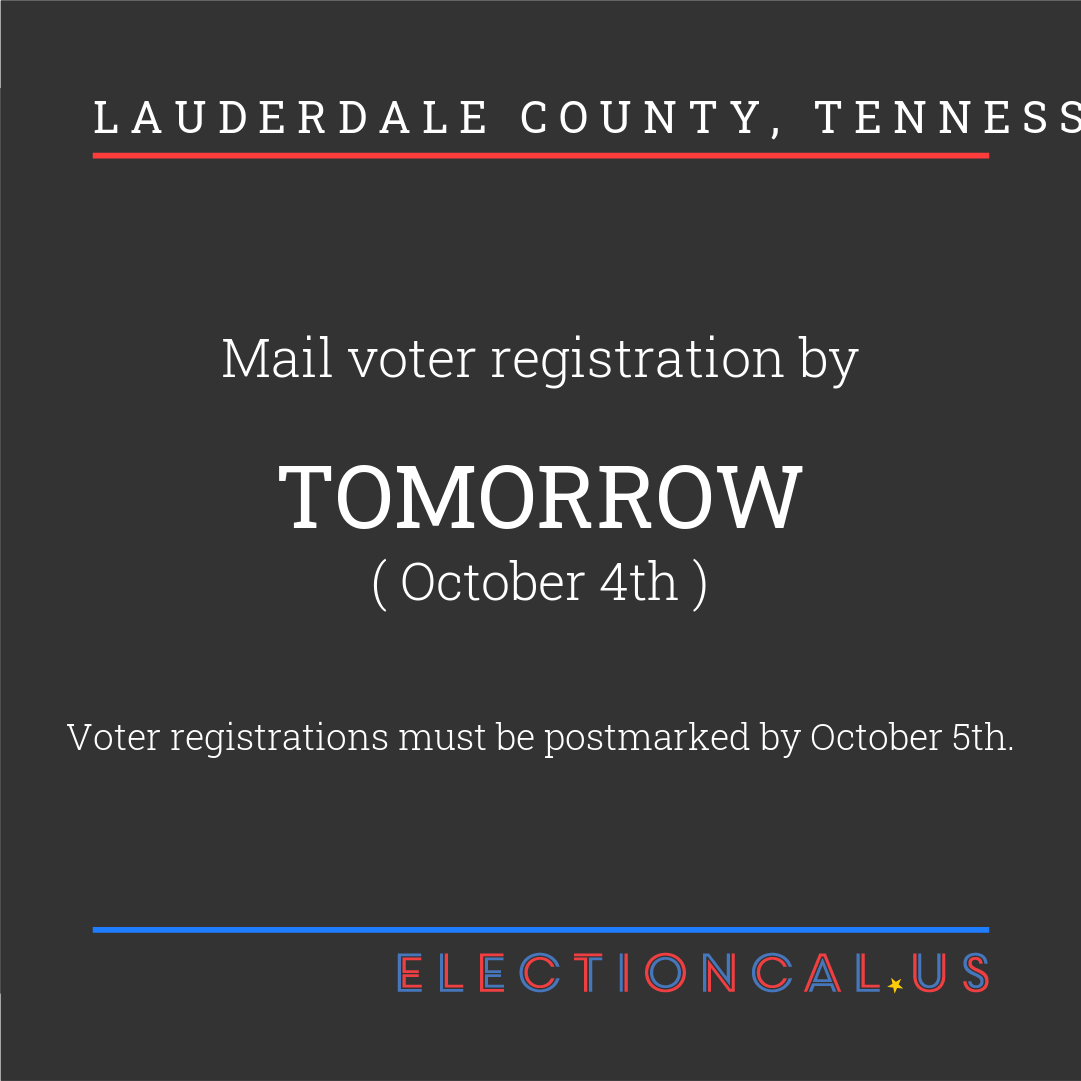 LAUDERDALE COUNTY, TENNESS
Mail voter registration by
TOMORROW
( October 4th )
Voter registrations must be postmarked by October 5th.
ELECTIONCAL.US